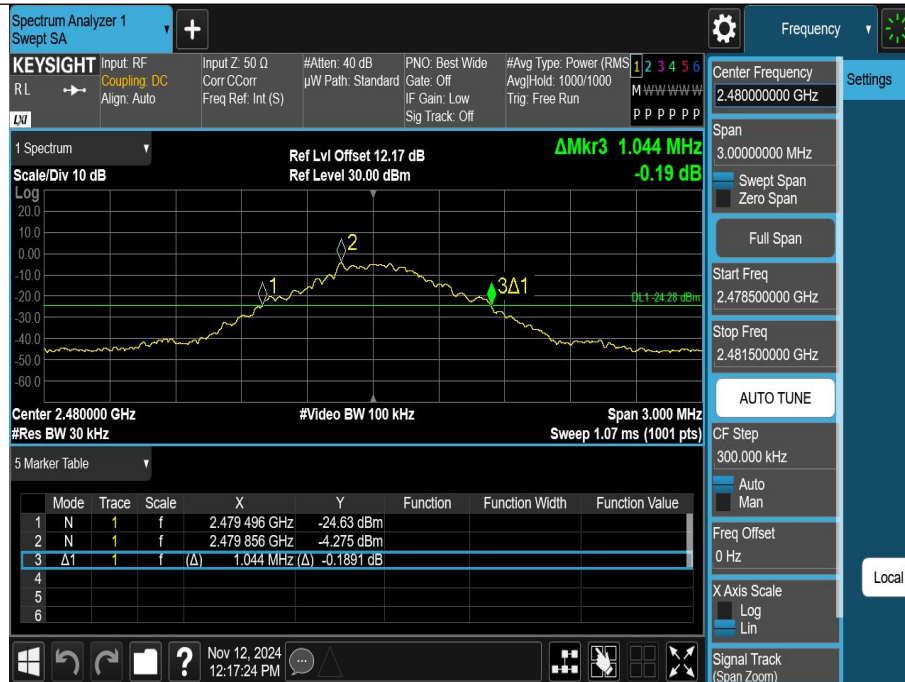 Spectrum Analyzer 1
Swept SA
+
Frequency
KEYSIGHT
RL
LXI
Input: RF
Coupling: DC
Align: Auto
Input Z: 50 Ω
Corr CCorr
Freq Ref: Int (S)
#Atten: 40 dB
µW Path: Standard
PNO: Best Wide
Gate: Off
IF Gain: Low
Sig Track: Off
#Avg Type: Power (RMS
Avg|Hold: 1000/1000
Trig: Free Run
1 2 3 4 5 6
M W W W W W
P P P P P P
1 Spectrum
Scale/Div 10 dB
Ref Lvl Offset 12.17 dB
Ref Level 30.00 dBm
ΔMkr3 1.044 MHz
-0.19 dB
Log
20.0
10.0
0.00
-10.0
-20.0
-30.0
-40.0
-50.0
-60.0
1
2
3Δ1
DL1 -24.28 dBm
Center 2.480000 GHz
#Video BW 100 kHz
Span 3.000 MHz
#Res BW 30 kHz
Sweep 1.07 ms (1001 pts)
5 Marker Table
Mode Trace Scale X Y Function Function Width Function Value
1 N 1 f 2.479 496 GHz -24.63 dBm
2 N 1 f 2.479 856 GHz -4.275 dBm
3 Δ1 1 f (Δ) 1.044 MHz (Δ) -0.1891 dB
4
5
6
?
Nov 12, 2024
12:17:24 PM
Center Frequency
2.480000000 GHz
Span
3.00000000 MHz
Swept Span
Zero Span
Full Span
Start Freq
2.478500000 GHz
Stop Freq
2.481500000 GHz
AUTO TUNE
CF Step
300.000 kHz
Auto
Man
Freq Offset
0 Hz
X Axis Scale
Log
Lin
Signal Track
(Span Zoom)
Settings
Local